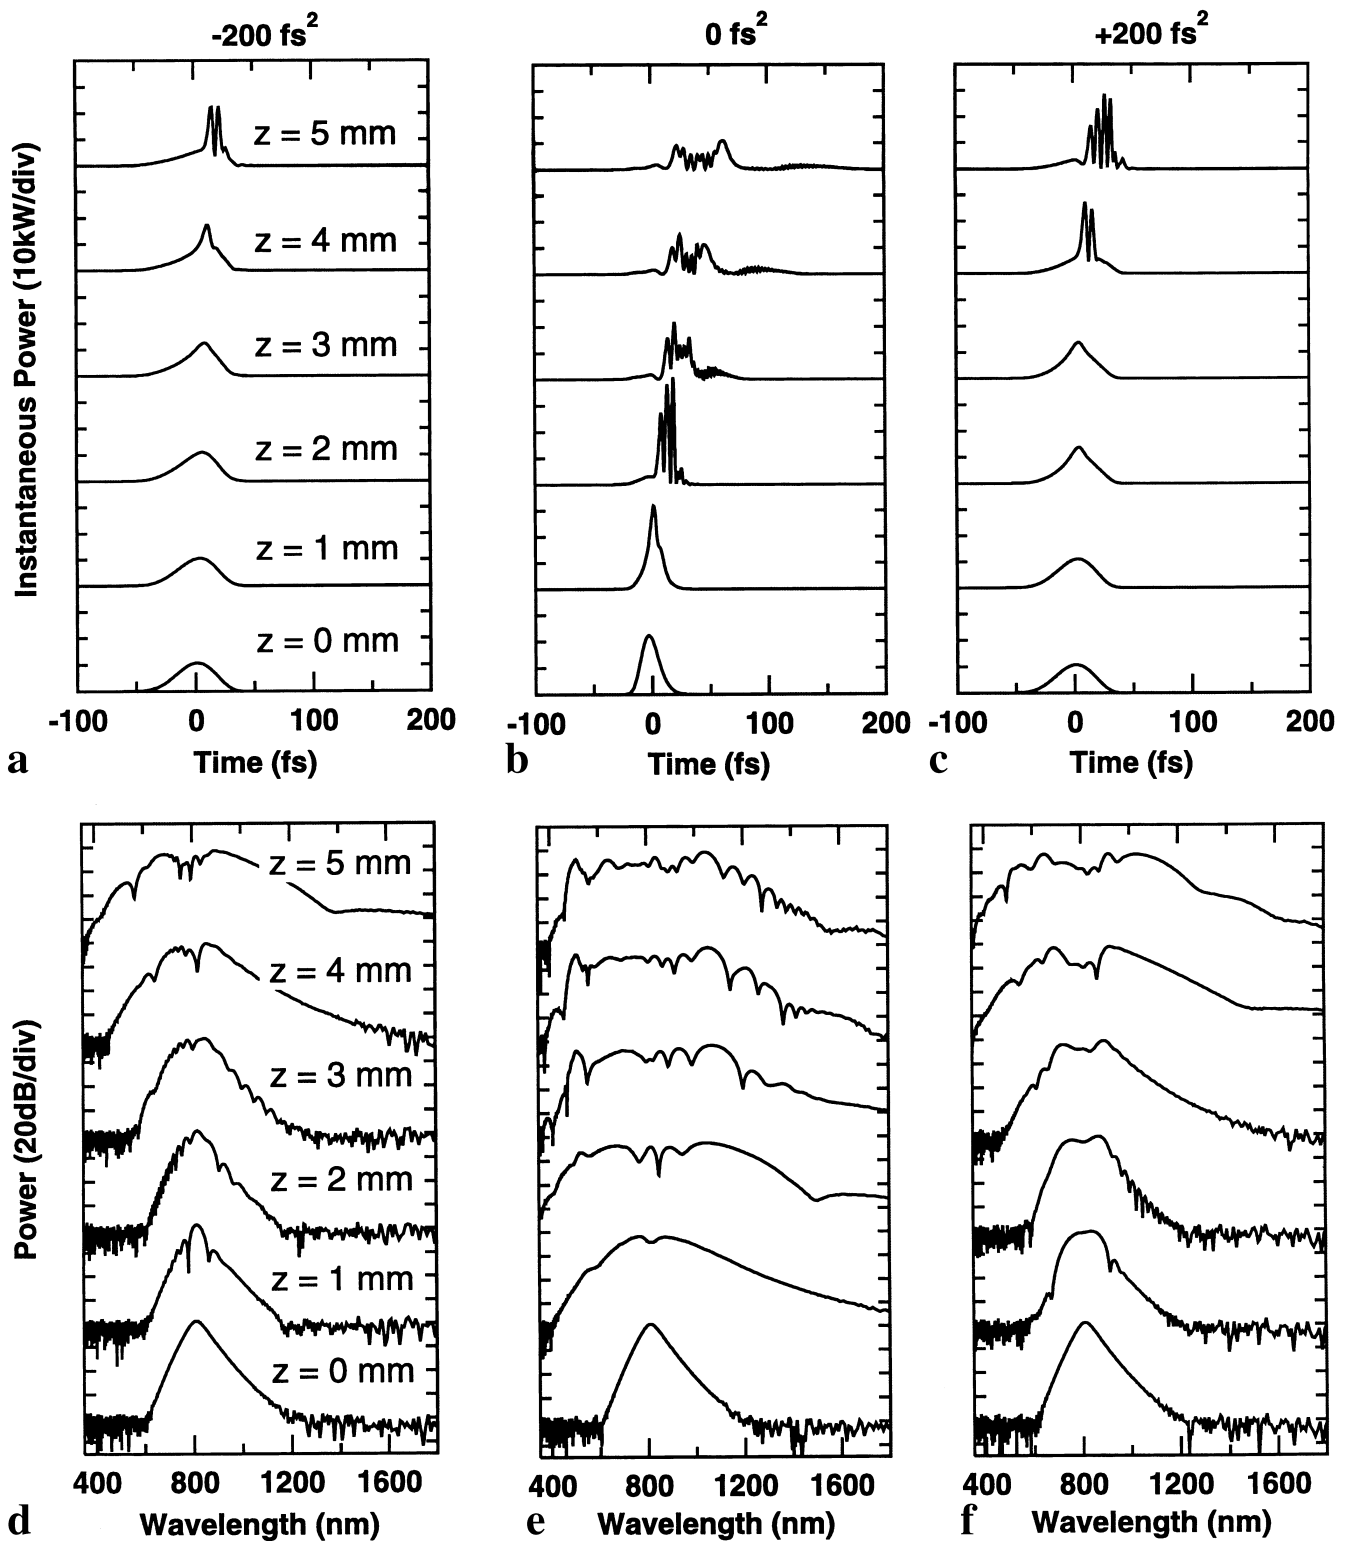 -200 fs²
0 fs²
+200 fs²
Instantaneous Power (10kW/div)
z = 5 mm
z = 4 mm
z = 3 mm
z = 2 mm
z = 1 mm
z = 0 mm
-100 0 100 200
-100 0 100 200
-100 0 100 200
a Time (fs)
b Time (fs)
c Time (fs)
Power (20dB/div)
z = 5 mm
z = 4 mm
z = 3 mm
z = 2 mm
z = 1 mm
z = 0 mm
400 800 1200 1600
400 800 1200 1600
400 800 1200 1600
d Wavelength (nm)
e Wavelength (nm)
f Wavelength (nm)